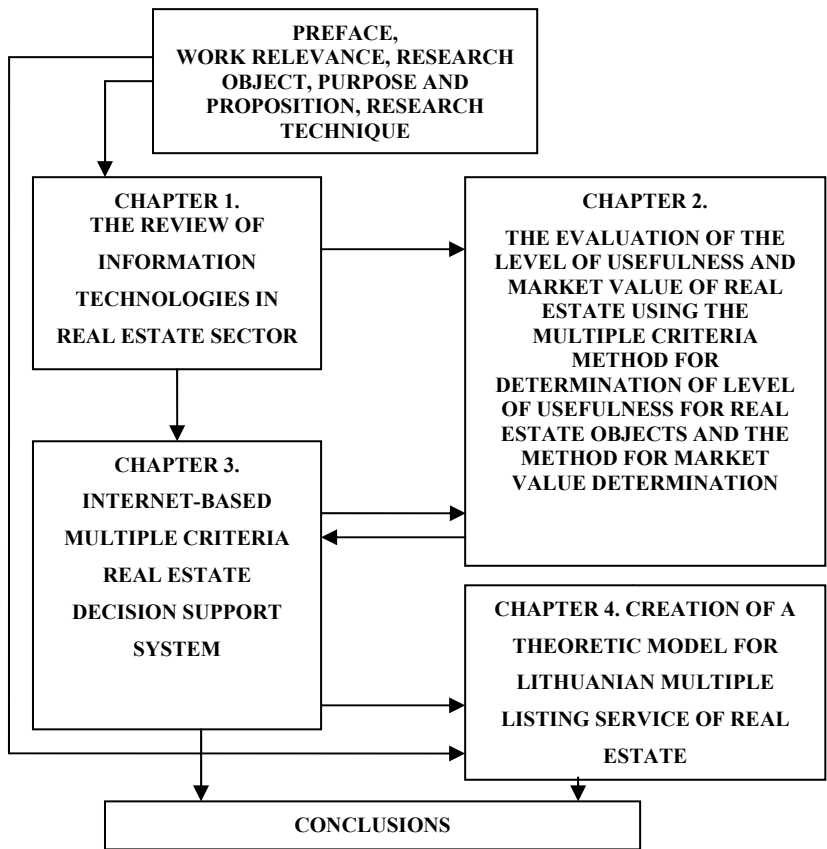 PREFACE,
WORK RELEVANCE, RESEARCH
OBJECT, PURPOSE AND
PROPOSITION, RESEARCH
TECHNIQUE
CHAPTER 1.
THE REVIEW OF
INFORMATION
TECHNOLOGIES IN
REAL ESTATE SECTOR
CHAPTER 2.
THE EVALUATION OF THE
LEVEL OF USEFULNESS AND
MARKET VALUE OF REAL
ESTATE USING THE
MULTIPLE CRITERIA
METHOD FOR
DETERMINATION OF LEVEL
OF USEFULNESS FOR REAL
ESTATE OBJECTS AND THE
METHOD FOR MARKET
VALUE DETERMINATION
CHAPTER 3.
INTERNET-BASED
MULTIPLE CRITERIA
REAL ESTATE
DECISION SUPPORT
SYSTEM
CHAPTER 4. CREATION OF A
THEORETIC MODEL FOR
LITHUANIAN MULTIPLE
LISTING SERVICE OF REAL
ESTATE
CONCLUSIONS